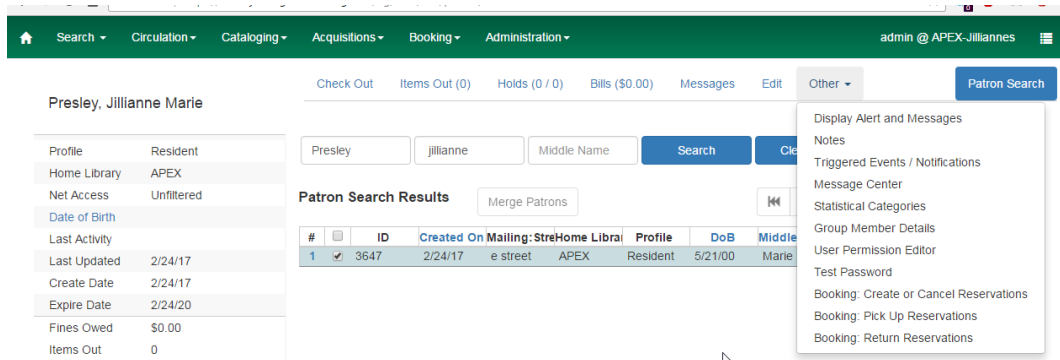 Search Circulation Cataloging Acquisitions Booking Administration admin @ APEX-Jilliannes
Check Out Items Out (0) Holds (0 / 0) Bills ($0.00) Messages Edit Other Patron Search
Presley, Jillianne Marie
Profile Resident
Home Library APEX
Net Access Unfiltered
Date of Birth
Last Activity
Last Updated 2/24/17
Create Date 2/24/17
Expire Date 2/24/20
Fines Owed $0.00
Items Out 0
Presley jillianne Middle Name Search Cle
Patron Search Results Merge Patrons
# ID Created On Mailing: Stre Home Librar Profile DoB Middle
1 3647 2/24/17 e street APEX Resident 5/21/00 Marie
Display Alert and Messages
Notes
Triggered Events / Notifications
Message Center
Statistical Categories
Group Member Details
User Permission Editor
Test Password
Booking: Create or Cancel Reservations
Booking: Pick Up Reservations
Booking: Return Reservations